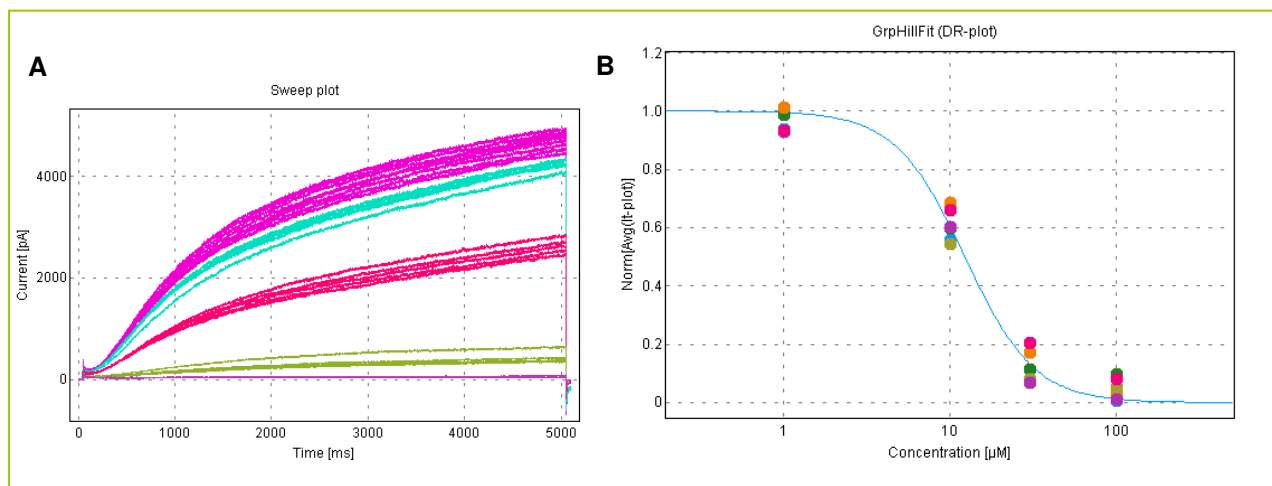 A
Sweep plot
Current [pA]
4000
2000
0
0 1000 2000 3000 4000 5000
Time [ms]
B
GrpHillFit (DR-plot)
Norm[Avg(It-plot)]
1.2
1.0
0.8
0.6
0.4
0.2
0
1 10 100
Concentration [µM]